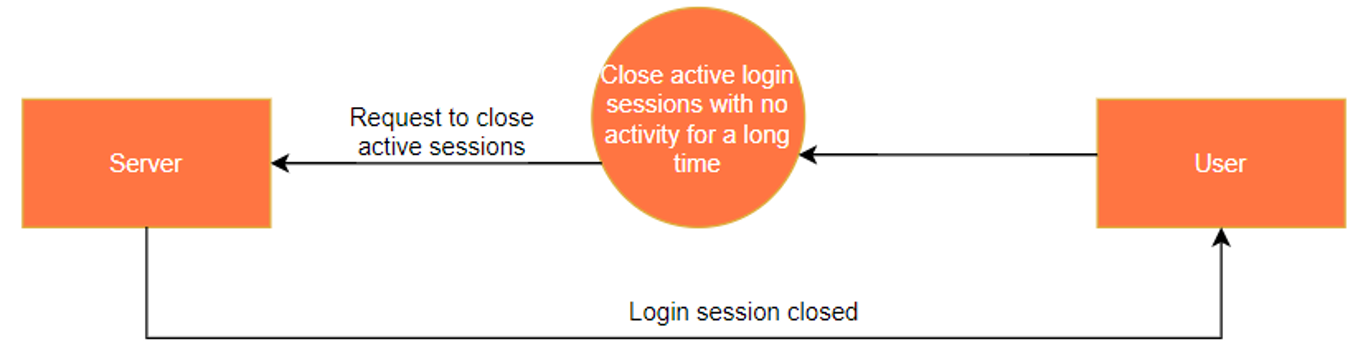 Close active login
sessions with no
activity for a long
time
Request to close
active sessions
Server
User
Login session closed